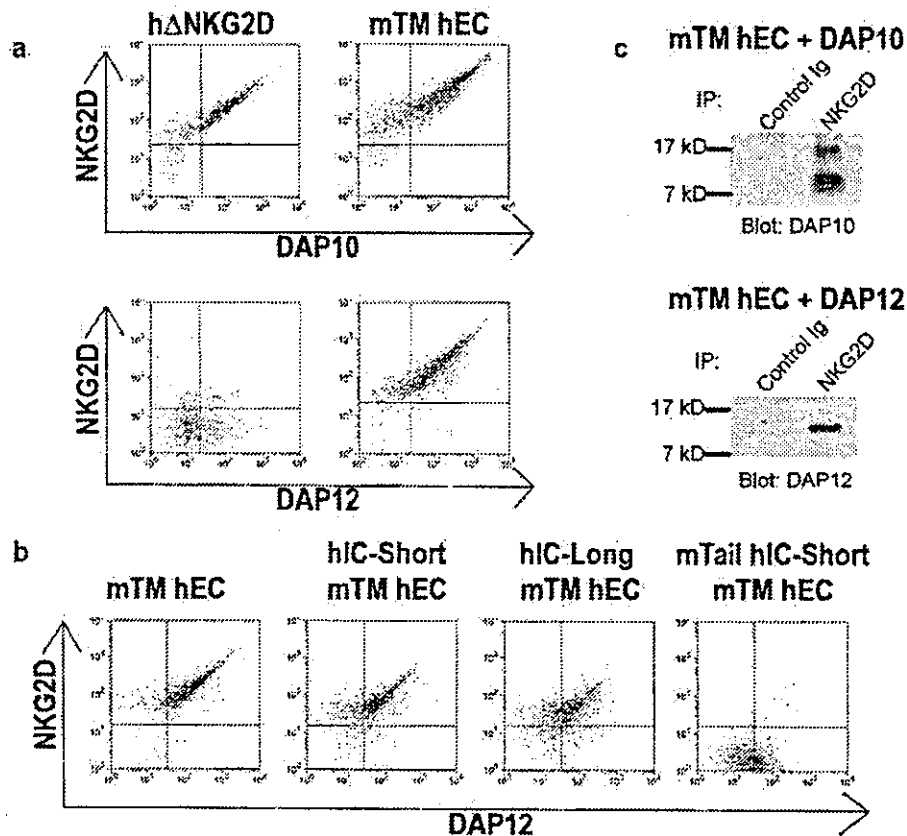 a
hΔNKG2D
mTM hEC
NKG2D
DAP10
NKG2D
DAP12
c
mTM hEC + DAP10
IP:
Control Ig
NKG2D
17 kD
7 kD
Blot: DAP10
mTM hEC + DAP12
IP:
Control Ig
NKG2D
17 kD
7 kD
Blot: DAP12
b
mTM hEC
hIC-Short
mTM hEC
hIC-Long
mTM hEC
mTail hIC-Short
mTM hEC
NKG2D
DAP12